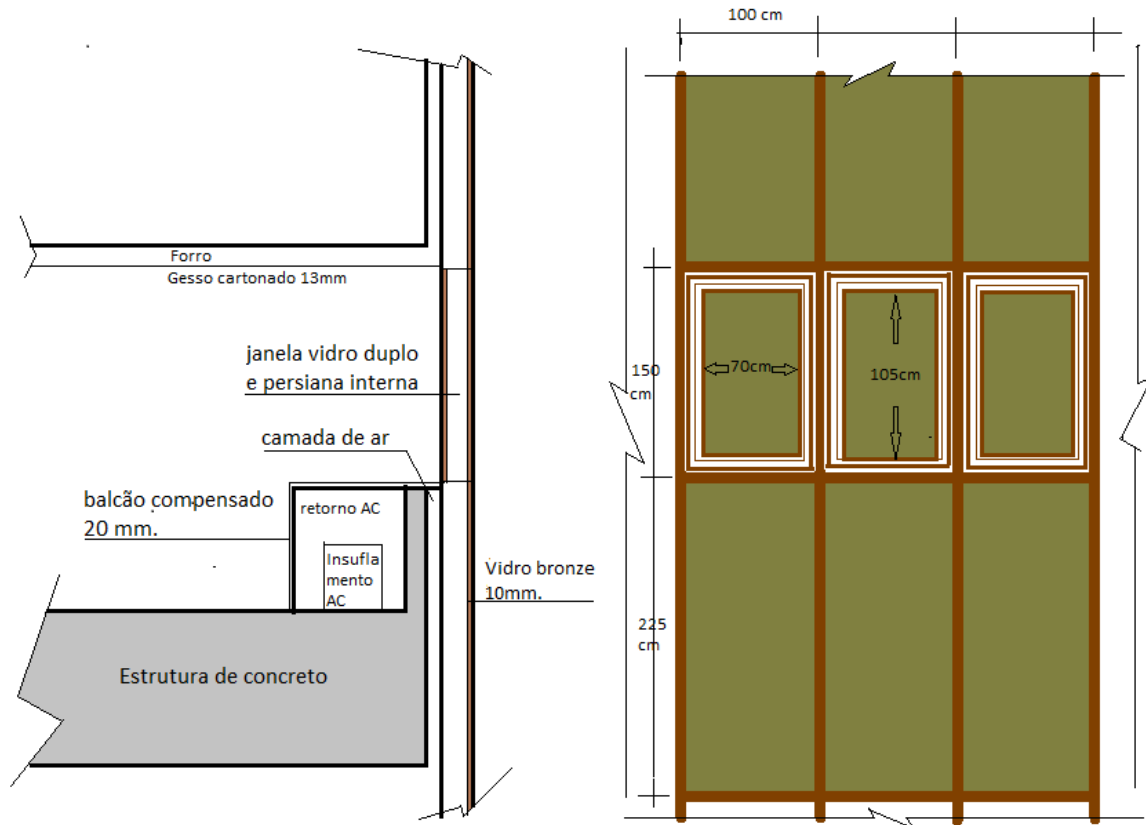 Forro
Gesso cartonado 13mm
janela vidro duplo
e persiana interna
camada de ar
balcão compensado
20 mm.
retorno AC
Insufla
mento
AC
Vidro bronze
10mm.
Estrutura de concreto
100 cm
150
cm
70cm
105cm
225
cm